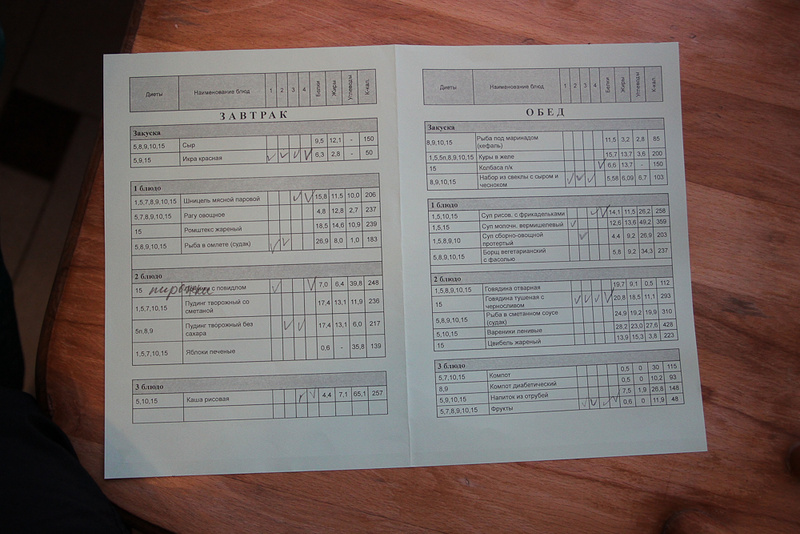 Диеты Наименование блюд 1 2 3 4 Белки Жиры Углеводы К-кал.
ЗАВТРАК
Закуска
5,8,9,10,15 Сыр 9,5 12,1 - 150
5,9,15 Икра красная 6,3 2,8 - 50
1 блюдо
1,5,7,8,9,10,15 Шницель мясной паровой 15,8 11,5 10,0 206
5,7,8,9,10,15 Рагу овощное 4,8 12,8 2,7 237
15 Ромштекс жареный 18,5 14,6 10,9 239
5,8,9,10,15 Рыба в омлете (судак) 26,9 8,0 1,0 183
2 блюдо
15 пирожки с повидлом 7,0 6,4 39,8 248
1,5,7,10,15 Пудинг творожный со сметаной 17,4 13,1 11,9 236
5п,8,9 Пудинг творожный без сахара 17,4 13,1 6,0 217
1,5,7,10,15 Яблоки печеные 0,6 - 35,8 139
3 блюдо
5,10,15 Каша рисовая 4,4 7,1 65,1 257
Диеты Наименование блюд 1 2 3 4 Белки Жиры Углеводы К-кал.
ОБЕД
Закуска
8,9,10,15 Рыба под маринадом (кефаль) 11,5 3,2 2,8 85
1,5,5п,8,9,10,15 Куры в желе 15,7 13,7 3,6 200
15 Колбаса п/к 6,6 13,7 - 150
8,9,10,15 Набор из свеклы с сыром и чесноком 5,58 6,09 6,7 103
1 блюдо
1,5,10,15 Суп рисов. с фрикадельками 14,1 11,5 26,2 258
1,5,15 Суп молочн. вермишелевый 12,6 13,6 49,2 359
1,5,8,9,10 Суп сборно-овощной протертый 4,4 9,2 26,9 203
5,8,9,10,15 Борщ вегетарианский с фасолью 5,8 9,2 34,3 237
2 блюдо
1,5,8,9,10,15 Говядина отварная 19,7 9,1 0,5 112
15 Говядина тушеная с черносливом 20,8 18,5 11,1 293
5,8,9,10,15 Рыба в сметанном соусе (судак) 24,9 19,2 19,9 310
5,10,15 Вареники ленивые 28,2 23,0 27,6 428
15 Цвибель жареный 13,9 15,3 3,8 223
3 блюдо
5,7,10,15 Компот 0,5 0 30 115
8,9 Компот диабетический 0,5 0 10,2 93
5,9,10,15 Напиток из отрубей 7,5 1,9 26,8 148
5,7,8,9,10,15 Фрукты 0,6 0 11,9 48